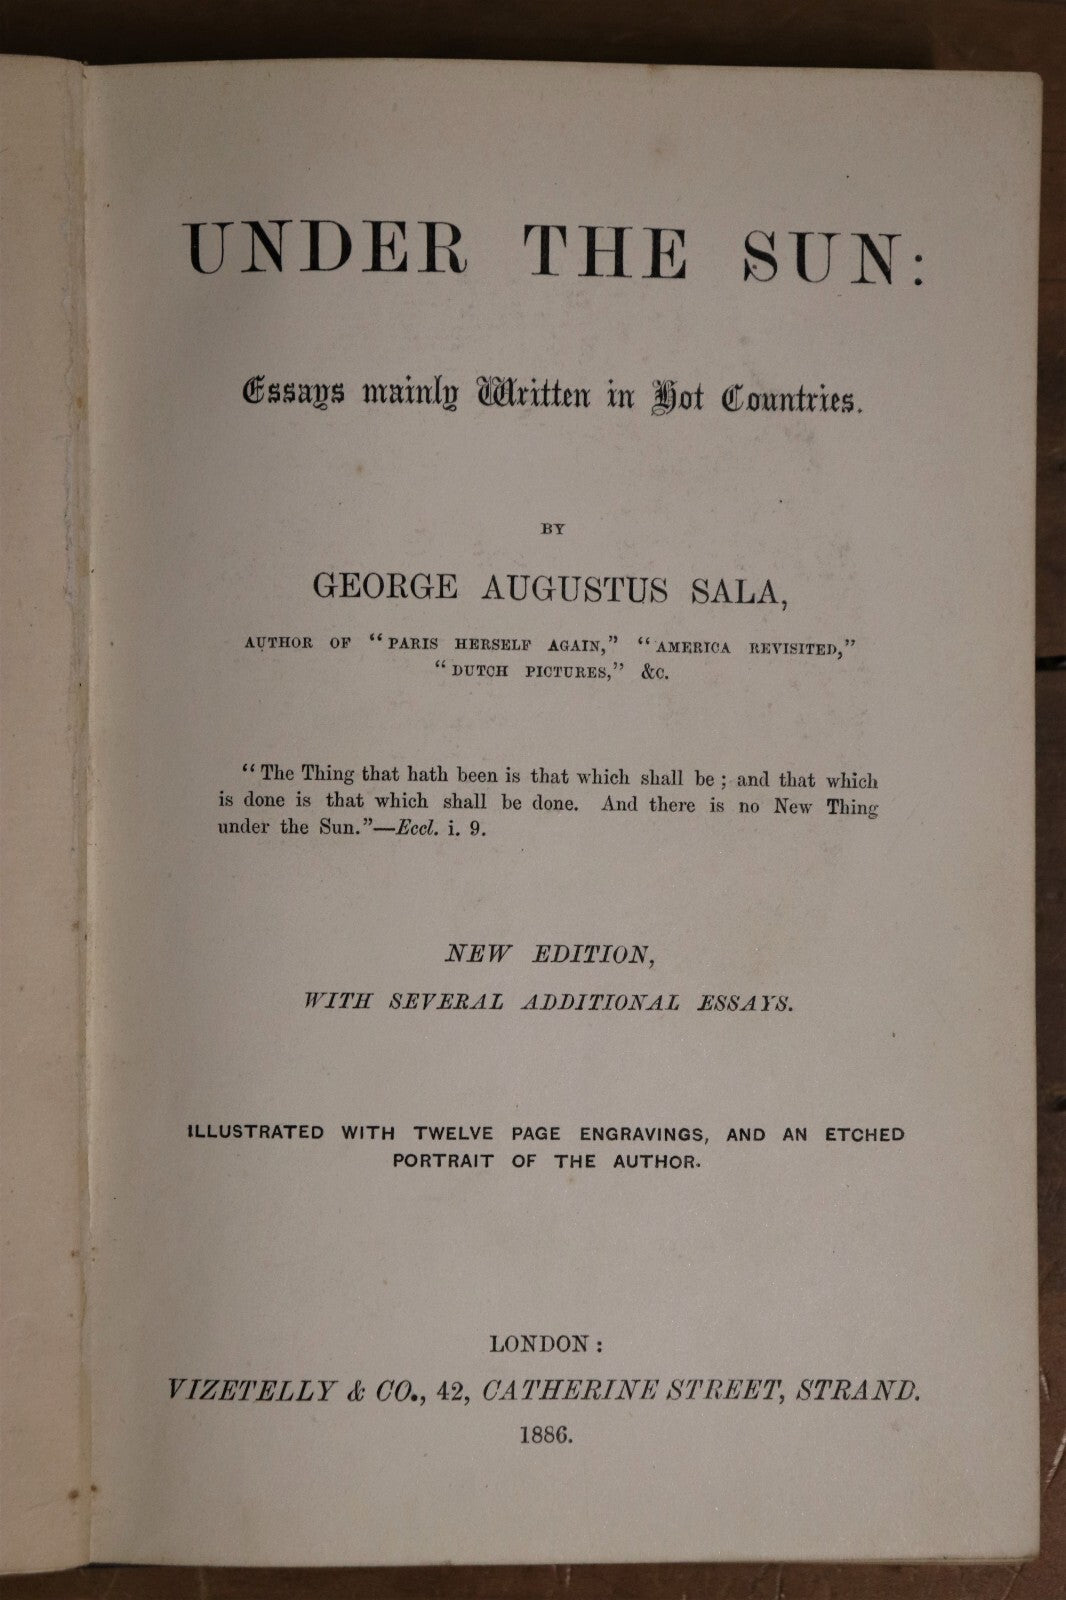 UNDER THE SUN:
Essays mainly Written in Hot Countries.
BY
GEORGE AUGUSTUS SALA,
AUTHOR OF “PARIS HERSELF AGAIN,” “AMERICA REVISITED,”
“DUTCH PICTURES,” &C.
“The Thing that hath been is that which shall be; and that which
is done is that which shall be done. And there is no New Thing
under the Sun.”—Eccl. i. 9.
NEW EDITION,
WITH SEVERAL ADDITIONAL ESSAYS.
ILLUSTRATED WITH TWELVE PAGE ENGRAVINGS, AND AN ETCHED
PORTRAIT OF THE AUTHOR.
LONDON:
VIZETELLY & CO., 42, CATHERINE STREET, STRAND.
1886.